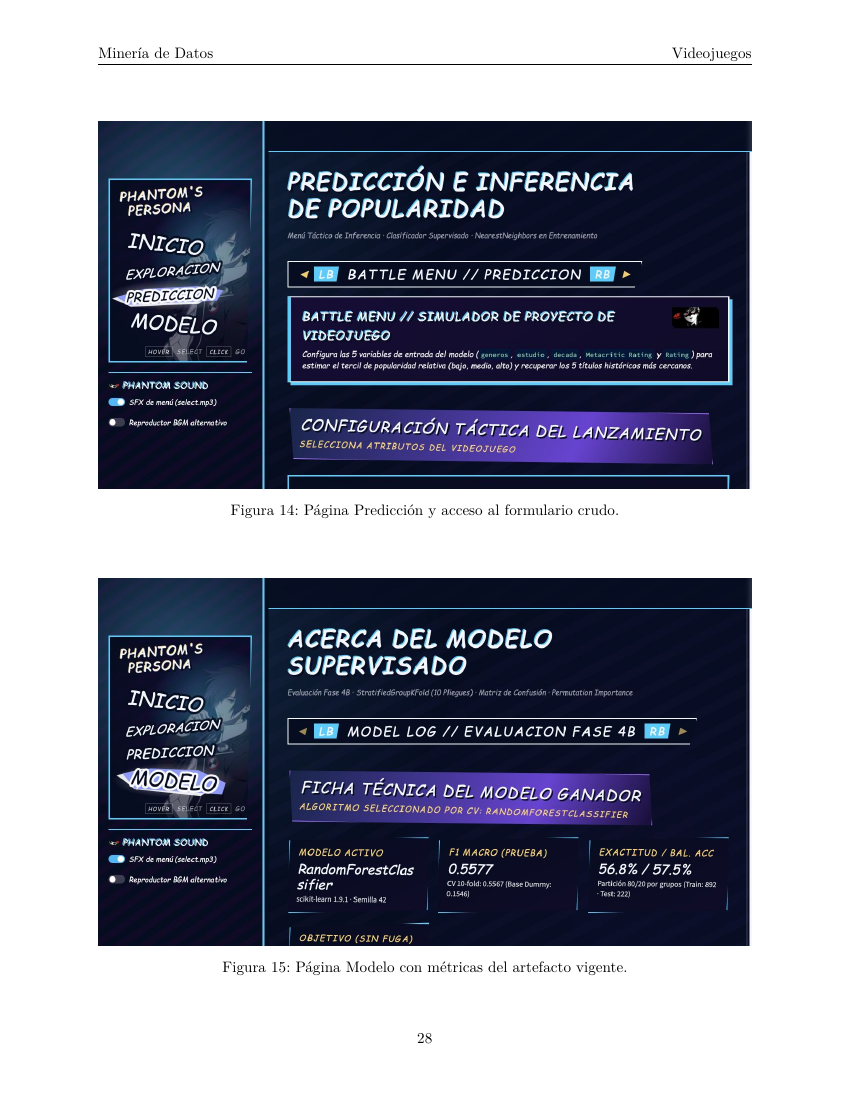 Minería de Datos
Videojuegos
PHANTOM'S
PERSONA
INICIO
EXPLORACION
PREDICCION
MODELO
HOVER SELECT CLICK GO
PHANTOM SOUND
SFX de menú (select.mp3)
Reproductor BGM alternativo
PREDICCIÓN E INFERENCIA
DE POPULARIDAD
Menú Táctico de Inferencia · Clasificador Supervisado · NearestNeighbors en Entrenamiento
◄ LB BATTLE MENU // PREDICCION RB ►
BATTLE MENU // SIMULADOR DE PROYECTO DE
VIDEOJUEGO
Configura las 5 variables de entrada del modelo ( generos , estudio , decada , Metacritic Rating y Rating ) para
estimar el tercil de popularidad relativa (bajo, medio, alto) y recuperar los 5 títulos históricos más cercanos.
CONFIGURACIÓN TÁCTICA DEL LANZAMIENTO
SELECCIONA ATRIBUTOS DEL VIDEOJUEGO
Figura 14: Página Predicción y acceso al formulario crudo.
PHANTOM'S
PERSONA
INICIO
EXPLORACION
PREDICCION
MODELO
HOVER SELECT CLICK GO
PHANTOM SOUND
SFX de menú (select.mp3)
Reproductor BGM alternativo
ACERCA DEL MODELO
SUPERVISADO
Evaluación Fase 4B · StratifiedGroupKFold (10 Pliegues) · Matriz de Confusión · Permutation Importance
◄ LB MODEL LOG // EVALUACION FASE 4B RB ►
FICHA TÉCNICA DEL MODELO GANADOR
ALGORITMO SELECCIONADO POR CV: RANDOMFORESTCLASSIFIER
MODELO ACTIVO
RandomForestClas
sifier
scikit-learn 1.9.1 · Semilla 42
F1 MACRO (PRUEBA)
0.5577
CV 10-fold: 0.5567 (Base Dummy:
0.1546)
EXACTITUD / BAL. ACC
56.8% / 57.5%
Partición 80/20 por grupos (Train: 892
· Test: 222)
OBJETIVO (SIN FUGA)
Figura 15: Página Modelo con métricas del artefacto vigente.
28